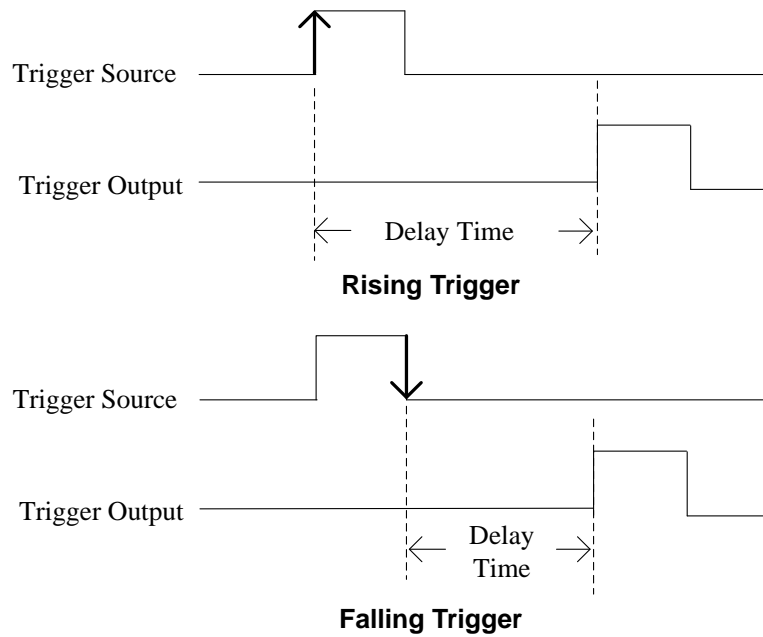 Trigger Source
Trigger Output
Delay Time
Rising Trigger
Trigger Source
Trigger Output
Delay
Time
Falling Trigger